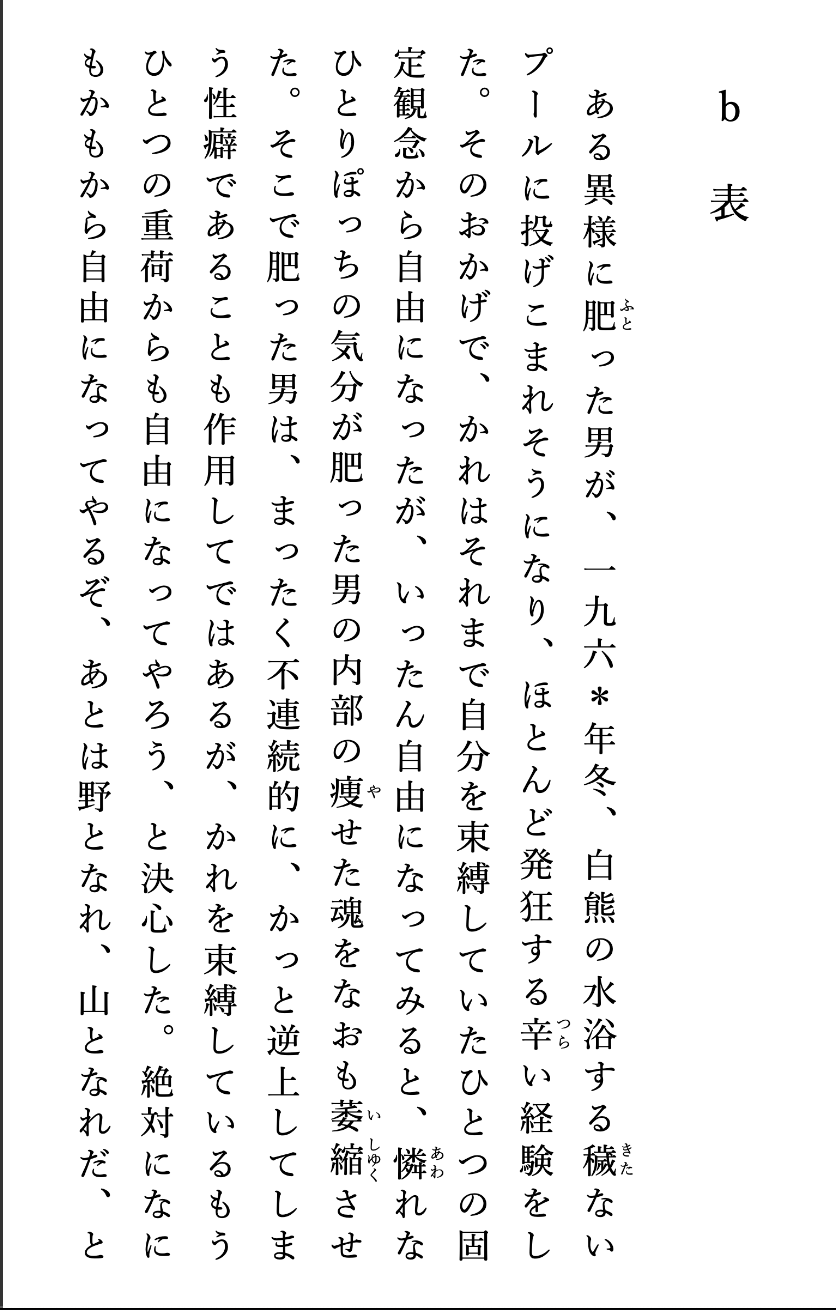 b　表
　ある異様に肥った男が、一九六＊年冬、白熊の水浴する穢ない
プールに投げこまれそうになり、ほとんど発狂する辛い経験をし
た。そのおかげで、かれはそれまで自分を束縛していたひとつの固
定観念から自由になったが、いったん自由になってみると、憐れな
ひとりぽっちの気分が肥った男の内部の痩せた魂をなおも萎縮させ
た。そこで肥った男は、まったく不連続的に、かっと逆上してしま
う性癖であることも作用してではあるが、かれを束縛しているもう
ひとつの重荷からも自由になってやろう、と決心した。絶対になに
もかもから自由になってやるぞ、あとは野となれ、山となれだ、と